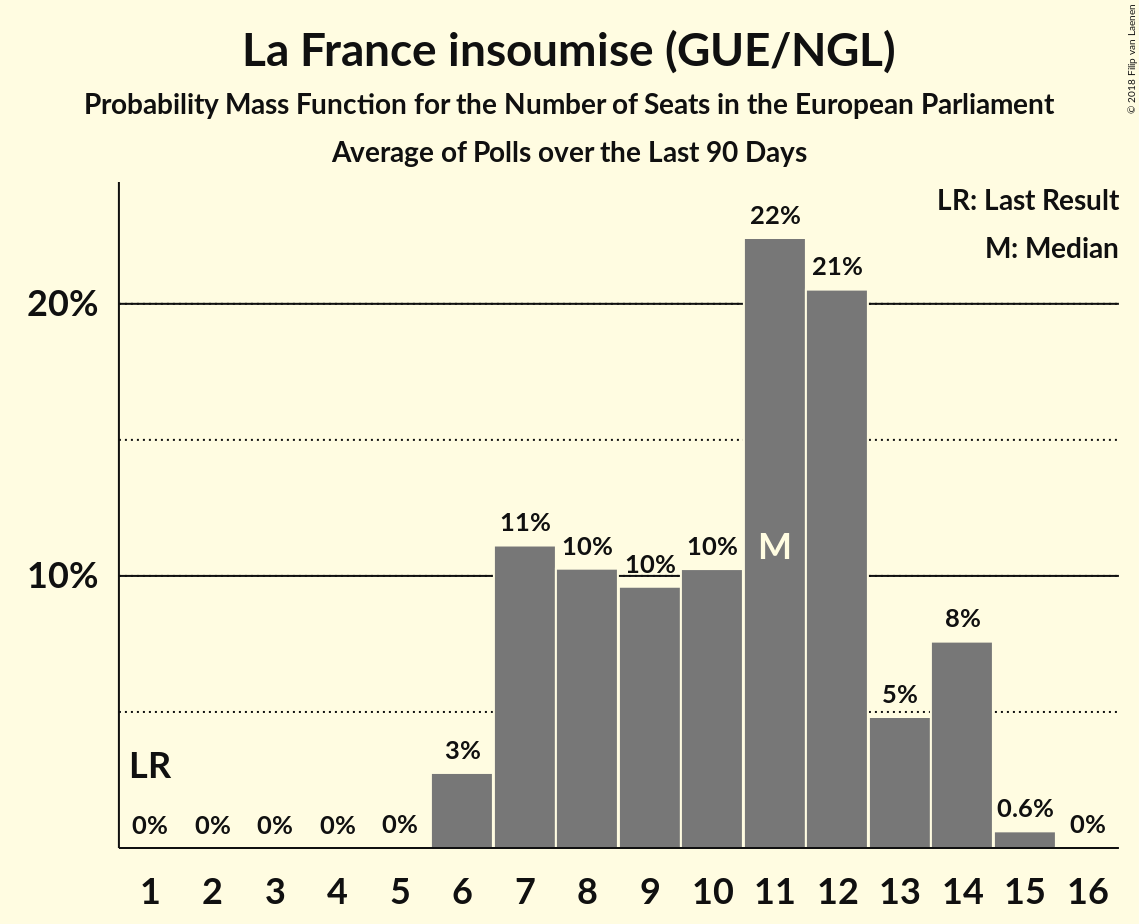 La France insoumise (GUE/NGL)
Probability Mass Function for the Number of Seats in the European Parliament
Average of Polls over the Last 90 Days
© 2018 Filip van Laenen
LR: Last Result
M: Median
20%
10%
22%
21%
11%
10%
10%
10%
M
8%
5%
3%
LR
0%
0%
0%
0%
0%
0.6%
0%
1 2 3 4 5 6 7 8 9 10 11 12 13 14 15 16